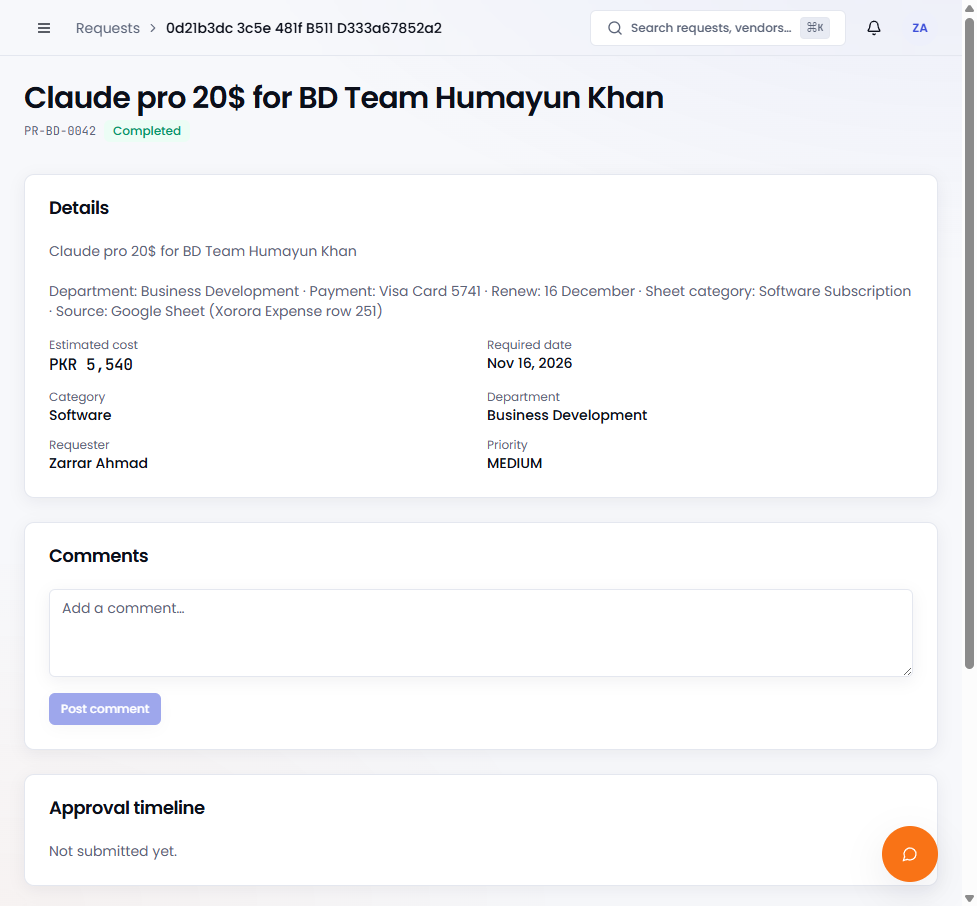 Requests > 0d21b3dc 3c5e 481f B511 D333a67852a2
Search requests, vendors... ⌘K
ZA
Claude pro 20$ for BD Team Humayun Khan
PR-BD-0042 Completed
Details
Claude pro 20$ for BD Team Humayun Khan
Department: Business Development · Payment: Visa Card 5741 · Renew: 16 December · Sheet category: Software Subscription
· Source: Google Sheet (Xorora Expense row 251)
Estimated cost
PKR 5,540
Required date
Nov 16, 2026
Category
Software
Department
Business Development
Requester
Zarrar Ahmad
Priority
MEDIUM
Comments
Add a comment...
Post comment
Approval timeline
Not submitted yet.